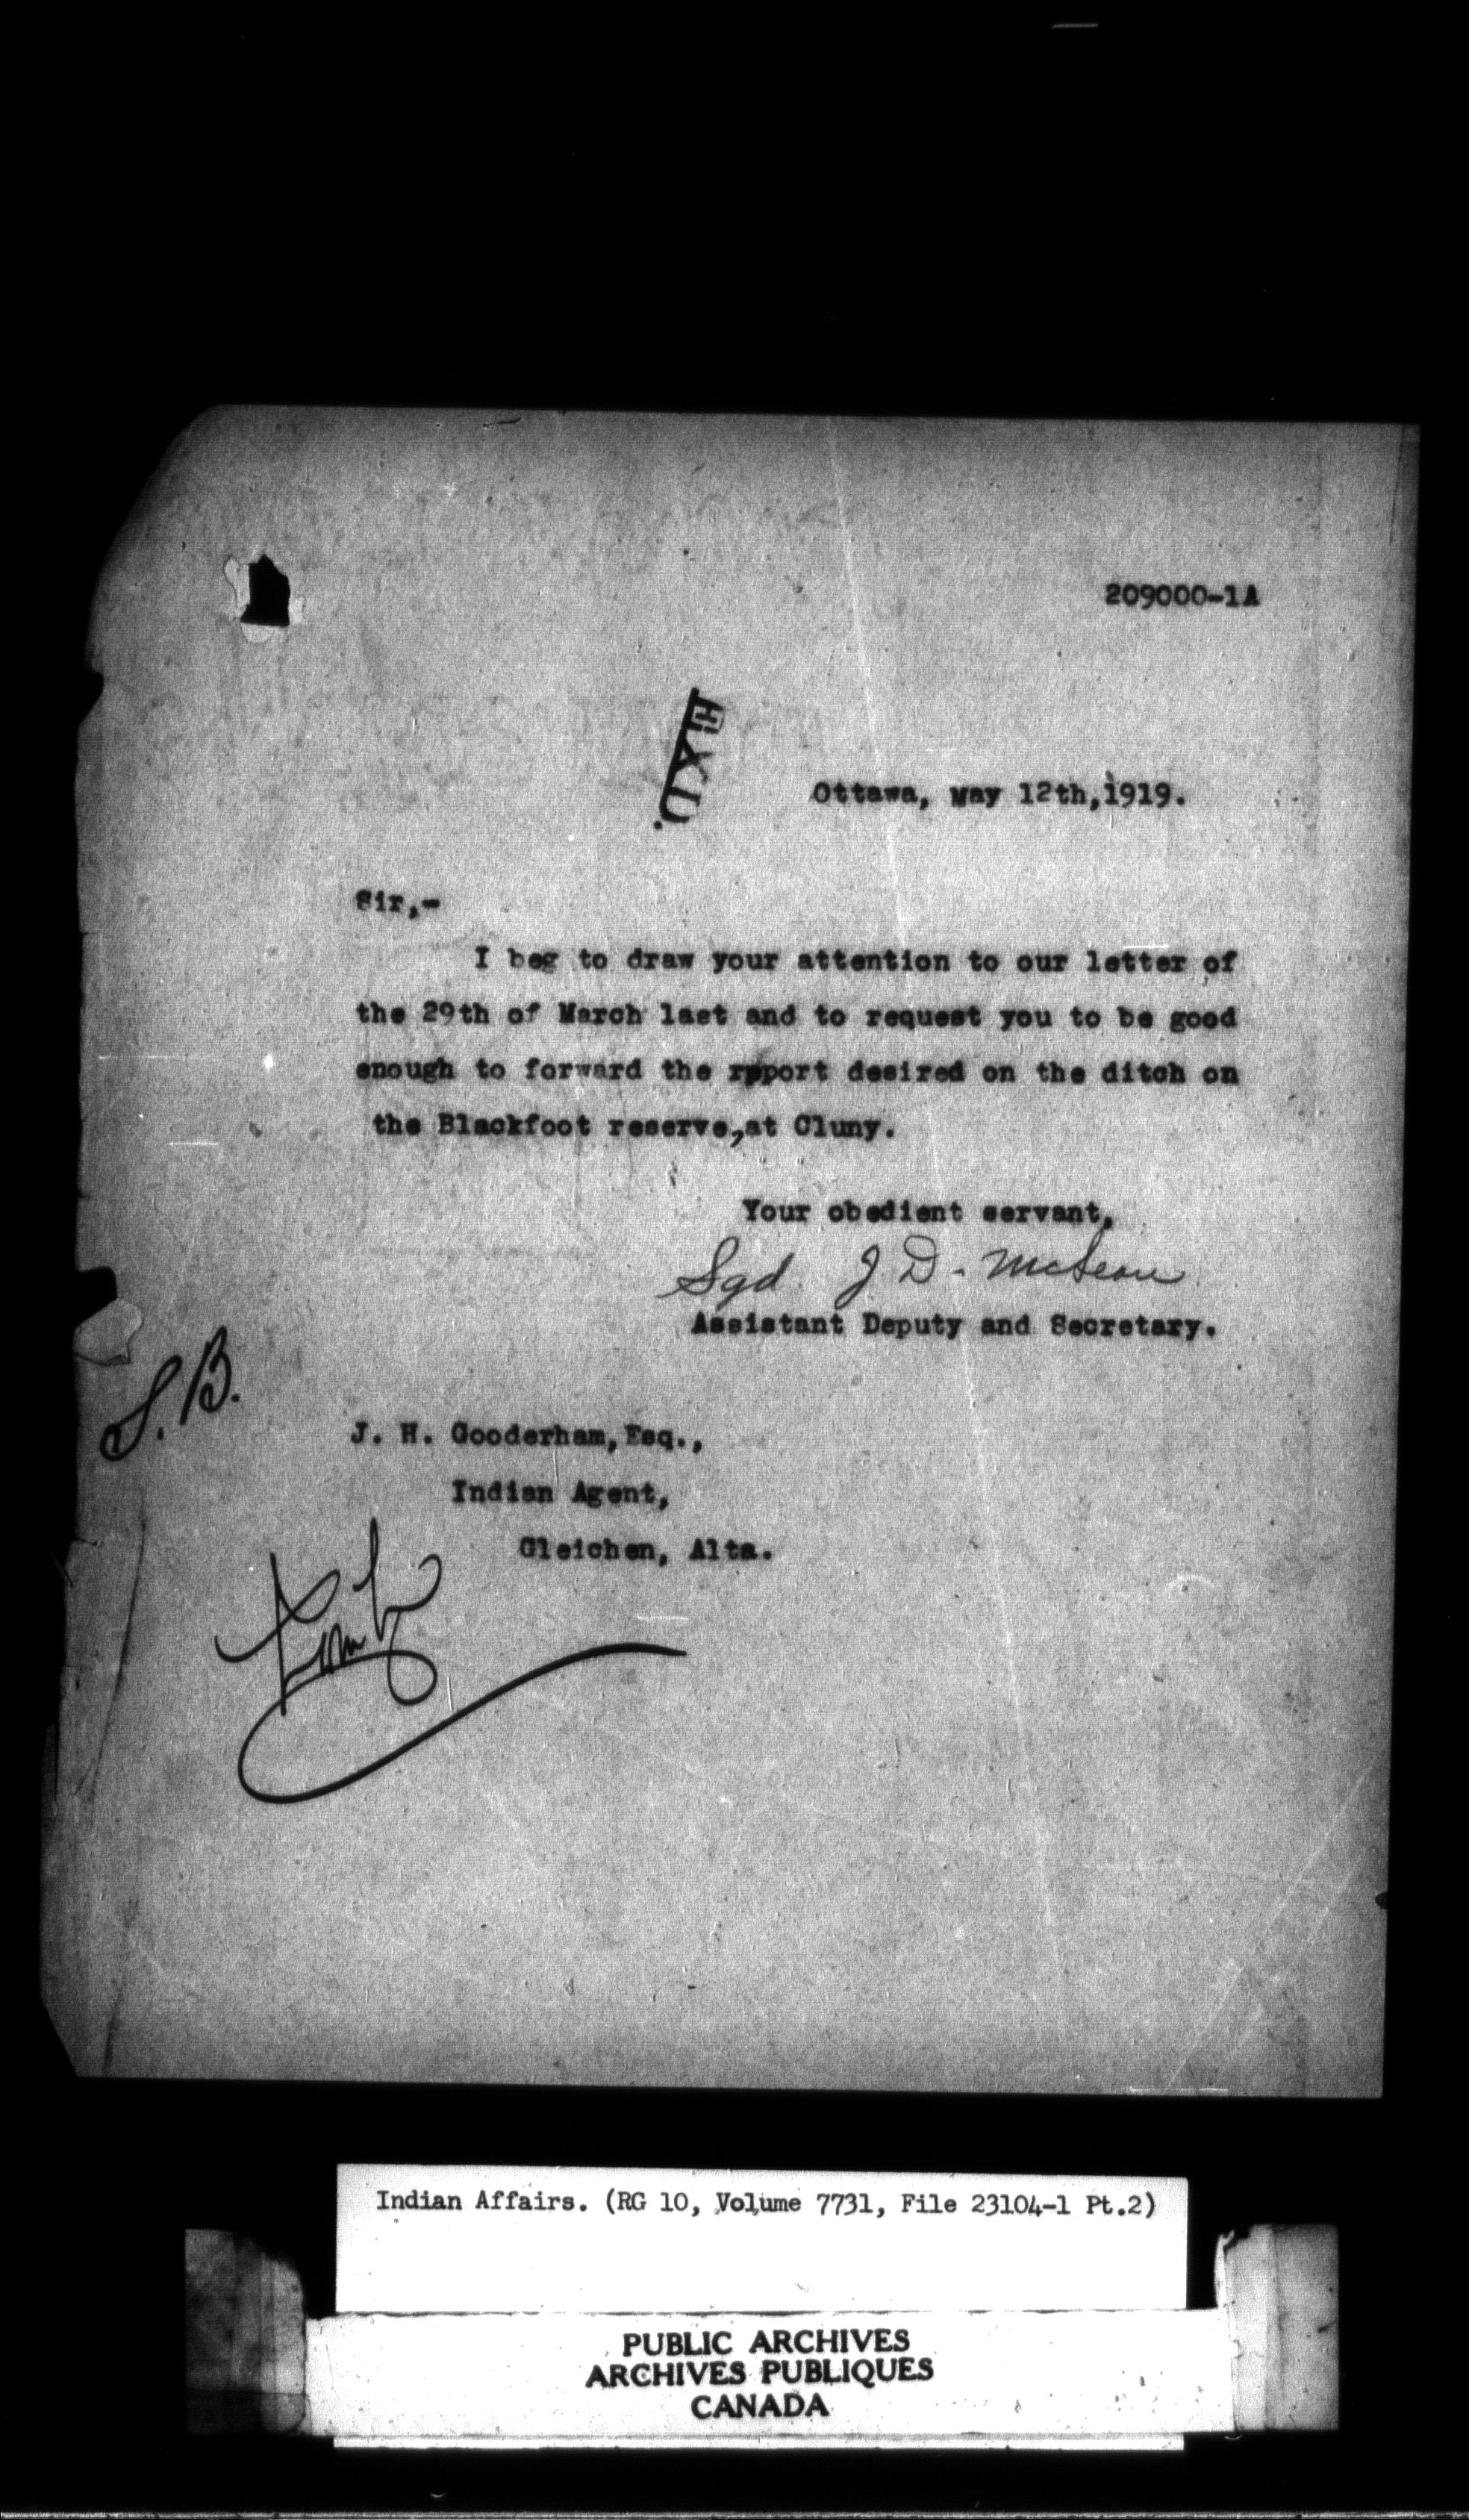 209000-1A
EX'D.
Ottawa, May 12th, 1919.
Sir,-
I beg to draw your attention to our letter of
the 29th of March last and to request you to be good
enough to forward the report desired on the ditch on
the Blackfoot reserve, at Cluny.
Your obedient servant,
Sgd. J D. McLean
Assistant Deputy and Secretary.
S.B.
J. H. Gooderham, Esq.,
Indian Agent,
Gleichen, Alta.
Indian Affairs. (RG 10, Volume 7731, File 23104-1 Pt.2)
PUBLIC ARCHIVES
ARCHIVES PUBLIQUES
CANADA